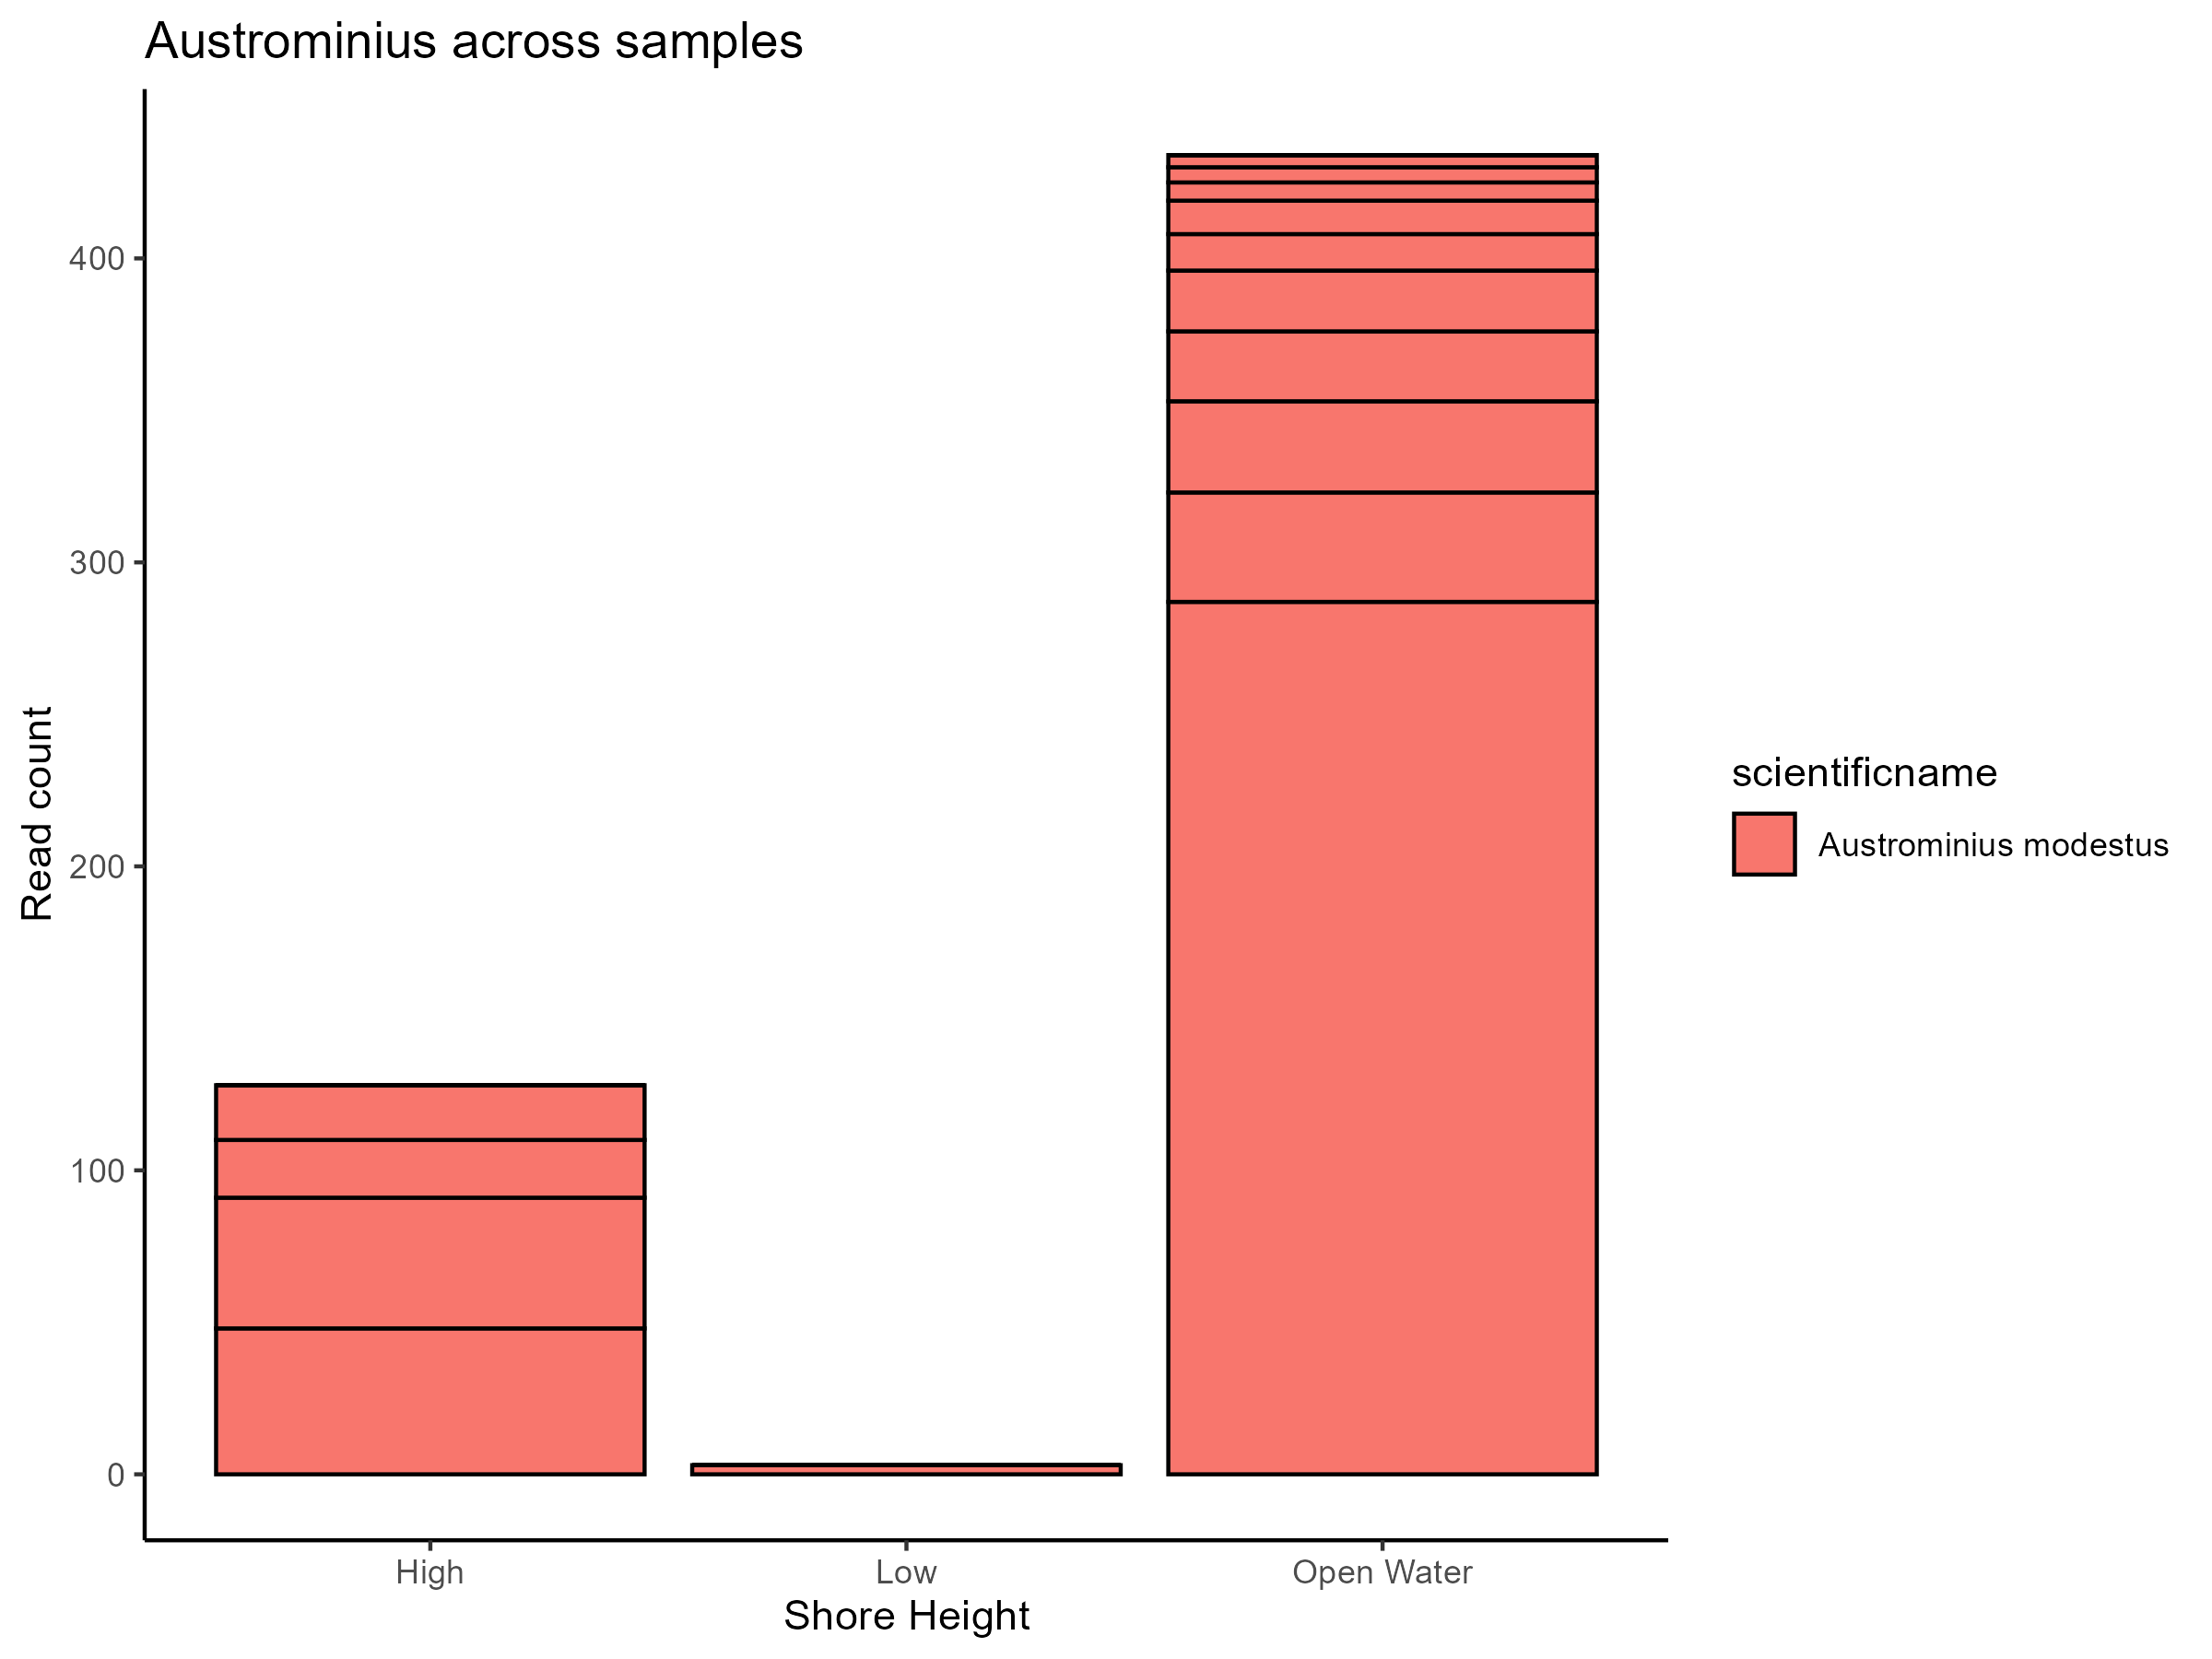 Austrominius across samples
Read count
400
300
200
100
0
High
Low
Open Water
Shore Height
scientificname
Austrominius modestus